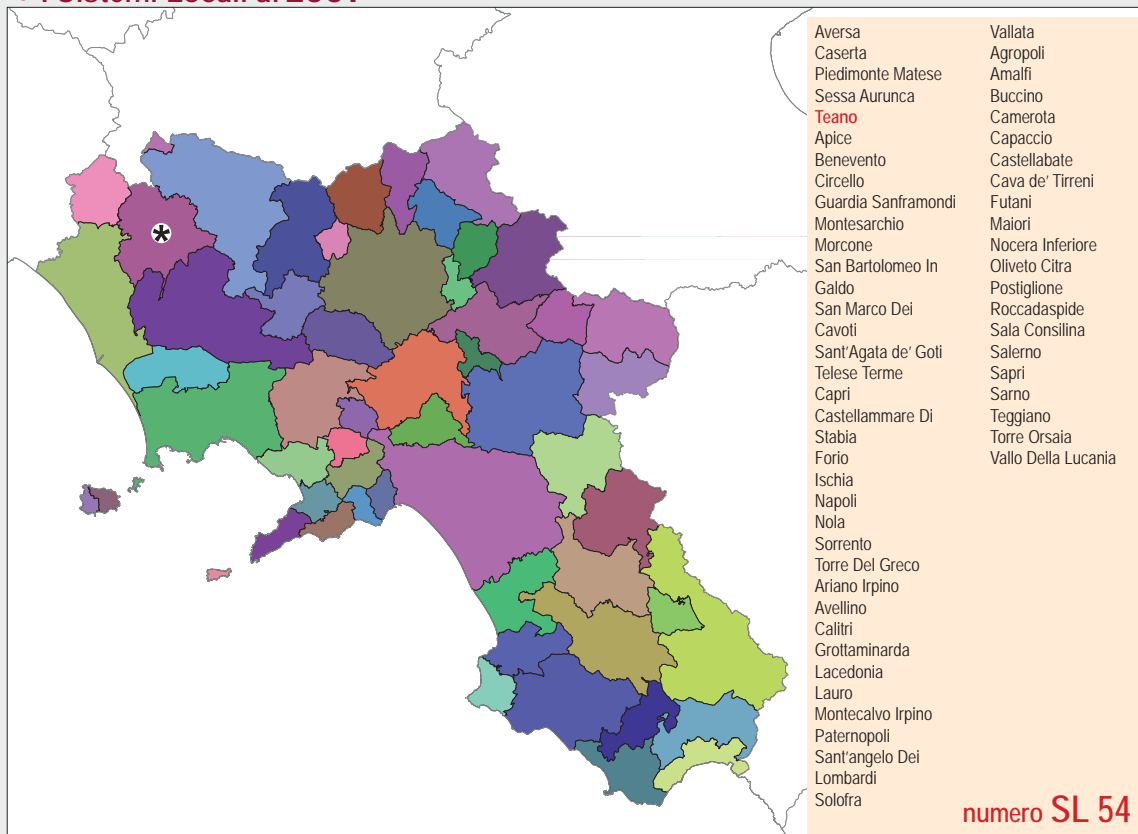 I Sistemi Locali
Aversa
Caserta
Piedimonte Matese
Sessa Aurunca
Teano
Apice
Benevento
Circello
Guardia Sanframondi
Montesarchio
Morcone
San Bartolomeo In
Galdo
San Marco Dei
Cavoti
Sant'Agata de' Goti
Telese Terme
Capri
Castellammare Di
Stabia
Forio
Ischia
Napoli
Nola
Sorrento
Torre Del Greco
Ariano Irpino
Avellino
Calitri
Grottaminarda
Lacedonia
Lauro
Montecalvo Irpino
Paternopoli
Sant'angelo Dei
Lombardi
Solofra
Vallata
Agropoli
Amalfi
Buccino
Camerota
Capaccio
Castellabate
Cava de' Tirreni
Futani
Maiori
Nocera Inferiore
Oliveto Citra
Postiglione
Roccadaspide
Sala Consilina
Salerno
Sapri
Sarno
Teggiano
Torre Orsaia
Vallo Della Lucania
numero SL 54